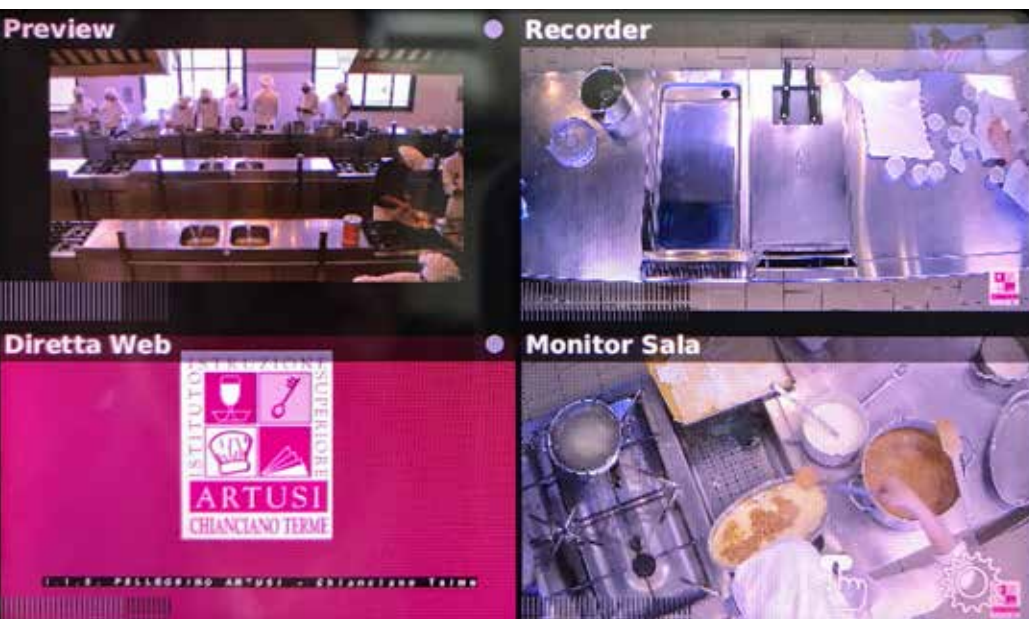 Preview
Recorder
Diretta Web
ISTITUTO
ISTRUZIONE
SUPERIORE
ARTUSI
CHIANCIANO TERME
I.I.S. PELLEGRINO ARTUSI - Chianciano Terme
Monitor Sala